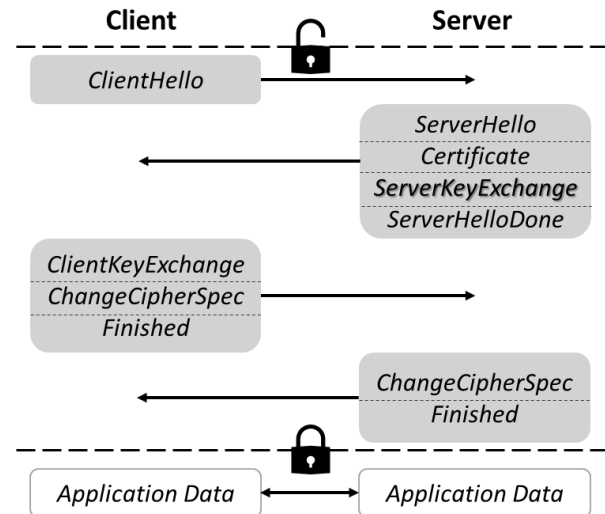 Client Server
ClientHello
ServerHello
Certificate
ServerKeyExchange
ServerHelloDone
ClientKeyExchange
ChangeCipherSpec
Finished
ChangeCipherSpec
Finished
Application Data Application Data